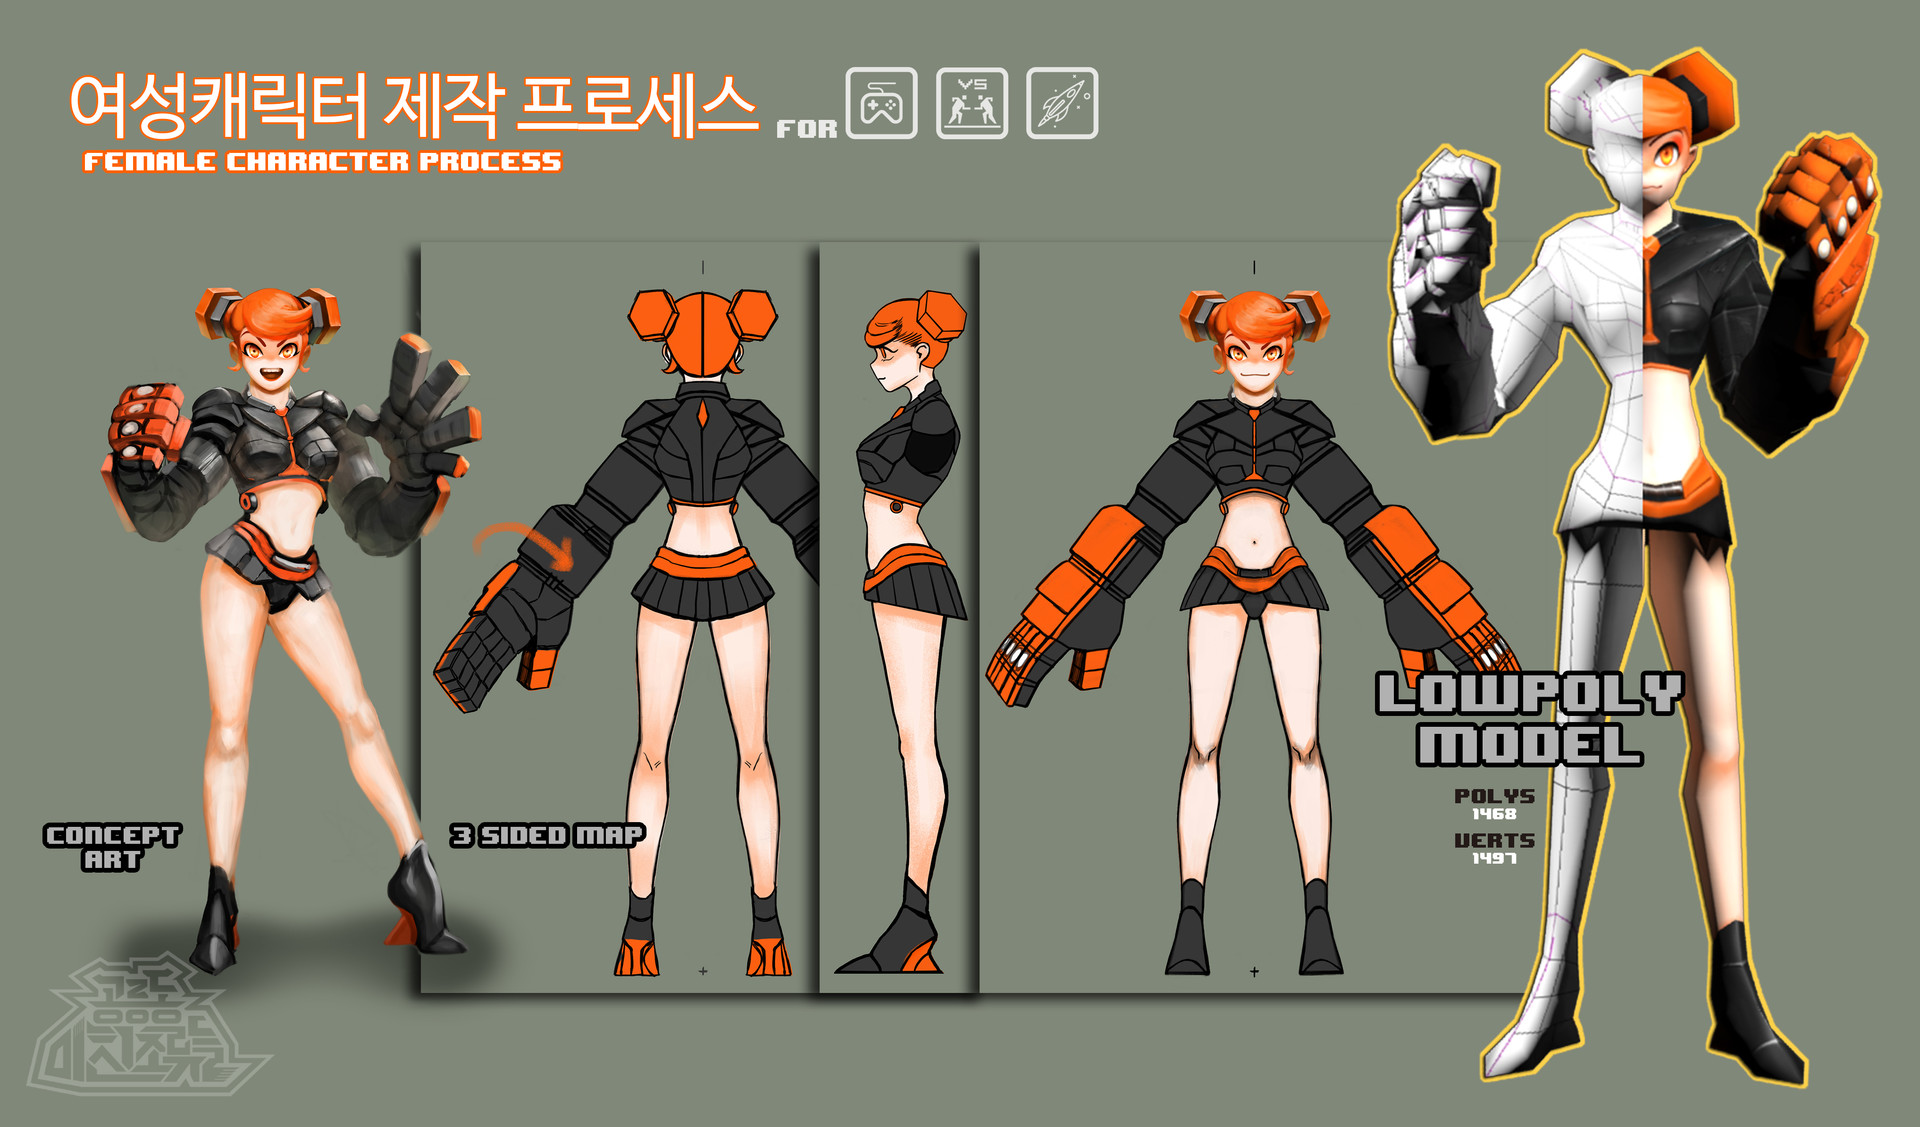 여성캐릭터 제작 프로세스 FOR
VS
FEMALE CHARACTER PROCESS
LOWPOLY
MODEL
POLYS
1468
VERTS
1497
CONCEPT
ART
3 SIDED MAP